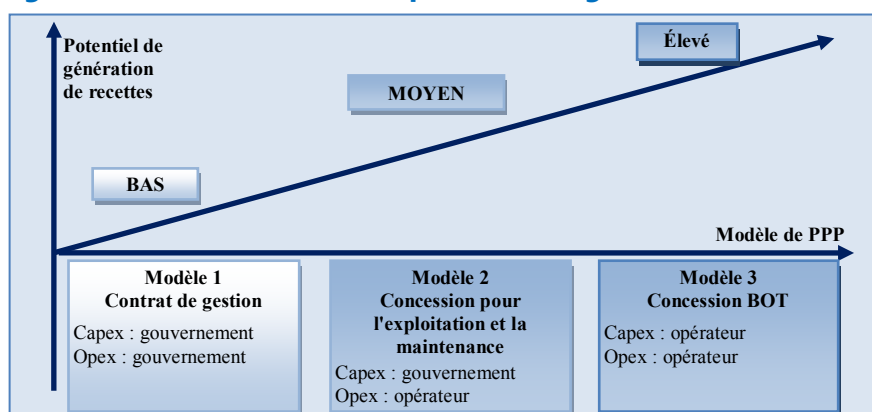 Potentiel de
génération
de recettes
Élevé
MOYEN
BAS
Modèle de PPP
Modèle 1
Contrat de gestion
Capex : gouvernement
Opex : gouvernement
Modèle 2
Concession pour
l'exploitation et la
maintenance
Capex : gouvernement
Opex : opérateur
Modèle 3
Concession BOT
Capex : opérateur
Opex : opérateur